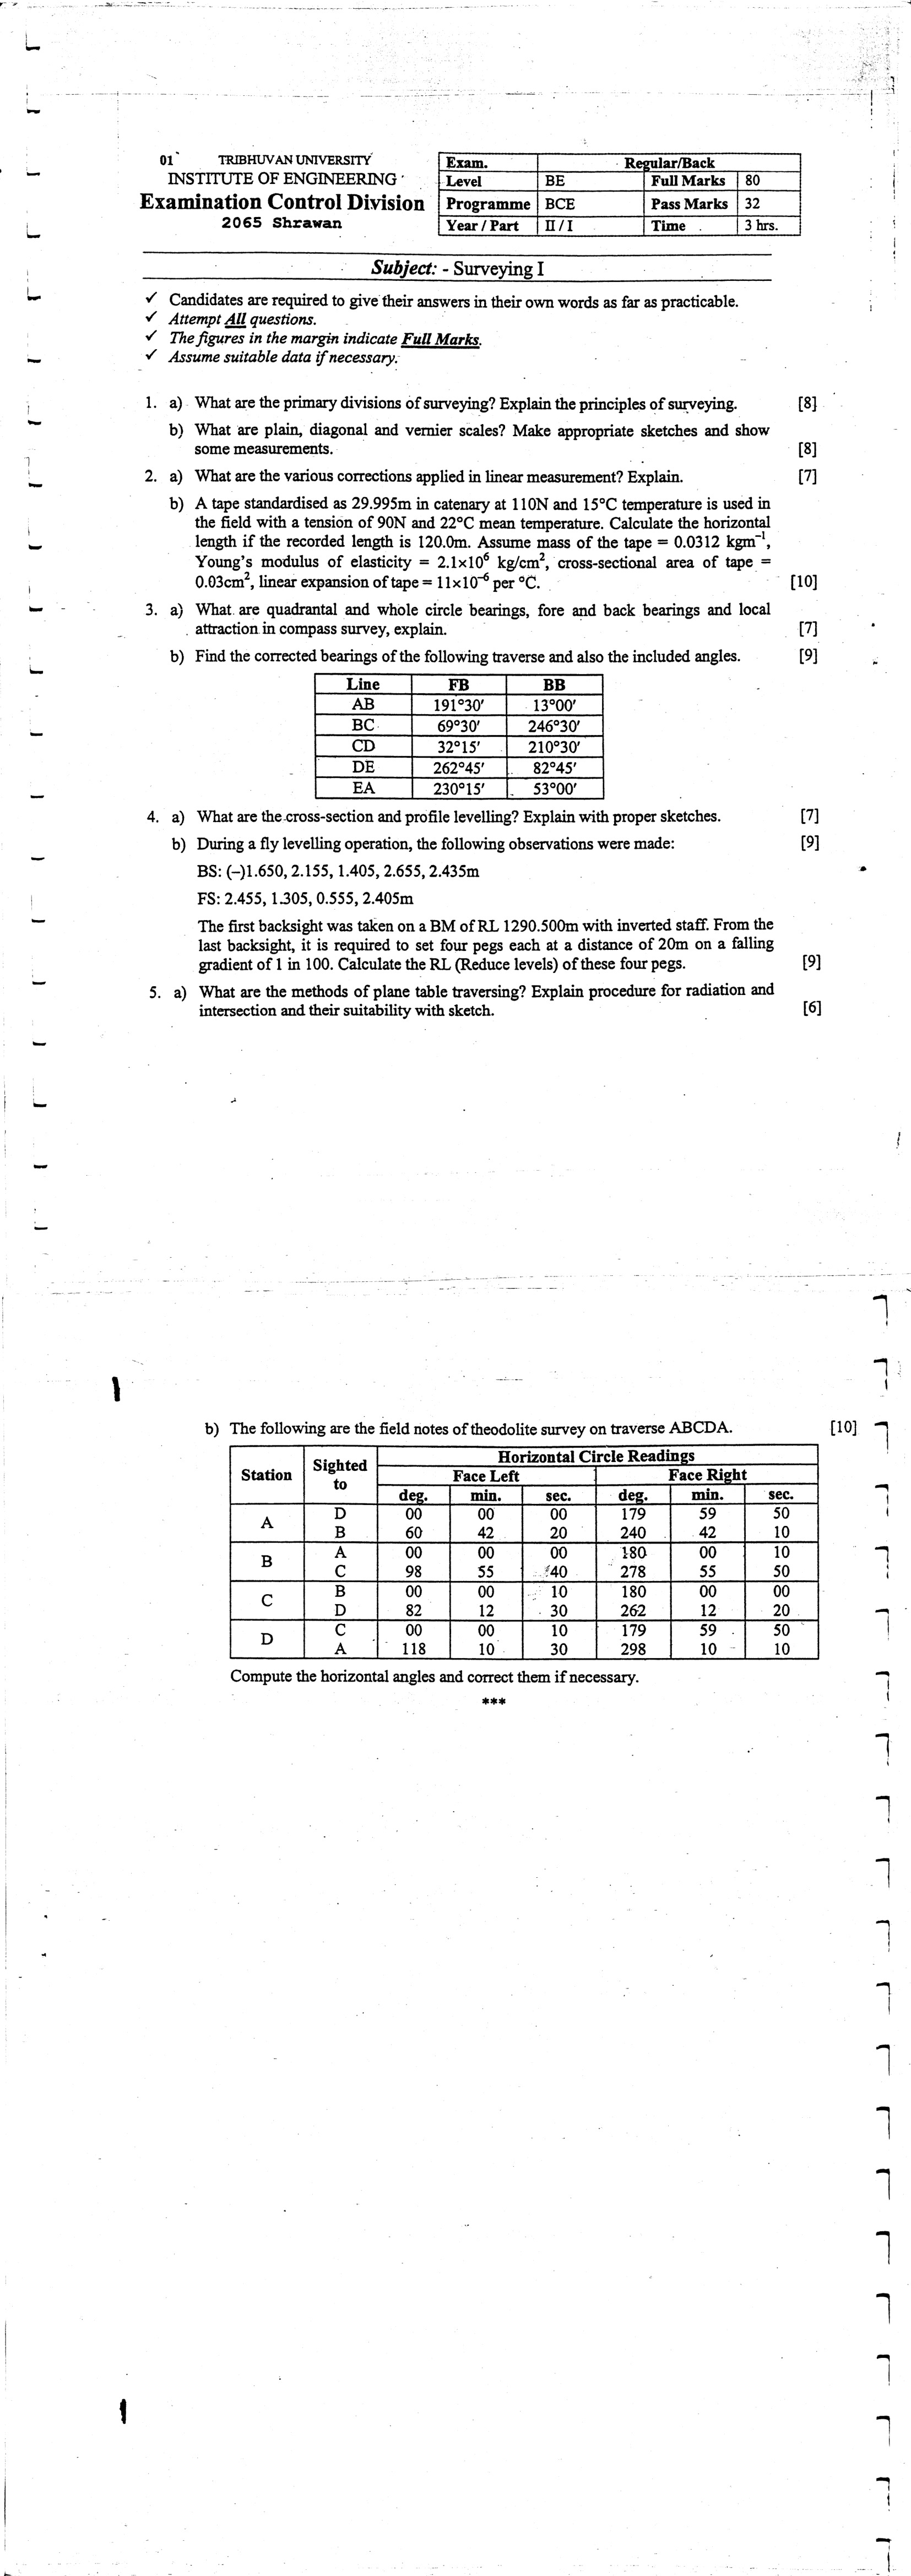 01 TRIBHUVAN UNIVERSITY
INSTITUTE OF ENGINEERING
Examination Control Division
2065 Shrawan
Exam. Regular/Back
Level BE Full Marks 80
Programme BCE Pass Marks 32
Year / Part II / I Time 3 hrs.
Subject: - Surveying I
✓ Candidates are required to give their answers in their own words as far as practicable.
✓ Attempt All questions.
✓ The figures in the margin indicate Full Marks.
✓ Assume suitable data if necessary.
1. a) What are the primary divisions of surveying? Explain the principles of surveying. [8]
b) What are plain, diagonal and vernier scales? Make appropriate sketches and show
some measurements. [8]
2. a) What are the various corrections applied in linear measurement? Explain. [7]
b) A tape standardised as 29.995m in catenary at 110N and 15°C temperature is used in
the field with a tension of 90N and 22°C mean temperature. Calculate the horizontal
length if the recorded length is 120.0m. Assume mass of the tape = 0.0312 kgm⁻¹,
Young's modulus of elasticity = 2.1×10⁶ kg/cm², cross-sectional area of tape =
0.03cm², linear expansion of tape = 11×10⁻⁶ per °C. [10]
3. a) What are quadrantal and whole circle bearings, fore and back bearings and local
attraction in compass survey, explain. [7]
b) Find the corrected bearings of the following traverse and also the included angles. [9]
Line FB BB
AB 191°30' 13°00'
BC 69°30' 246°30'
CD 32°15' 210°30'
DE 262°45' 82°45'
EA 230°15' 53°00'
4. a) What are the cross-section and profile levelling? Explain with proper sketches. [7]
b) During a fly levelling operation, the following observations were made: [9]
BS: (–)1.650, 2.155, 1.405, 2.655, 2.435m
FS: 2.455, 1.305, 0.555, 2.405m
The first backsight was taken on a BM of RL 1290.500m with inverted staff. From the
last backsight, it is required to set four pegs each at a distance of 20m on a falling
gradient of 1 in 100. Calculate the RL (Reduce levels) of these four pegs. [9]
5. a) What are the methods of plane table traversing? Explain procedure for radiation and
intersection and their suitability with sketch. [6]
b) The following are the field notes of theodolite survey on traverse ABCDA. [10]
Station Sighted to Horizontal Circle Readings
Face Left Face Right
deg. min. sec. deg. min. sec.
A D 00 00 00 179 59 50
B 60 42 20 240 42 10
B A 00 00 00 180 00 10
C 98 55 40 278 55 50
C B 00 00 10 180 00 00
D 82 12 30 262 12 20
D C 00 00 10 179 59 50
A 118 10 30 298 10 10
Compute the horizontal angles and correct them if necessary.
***